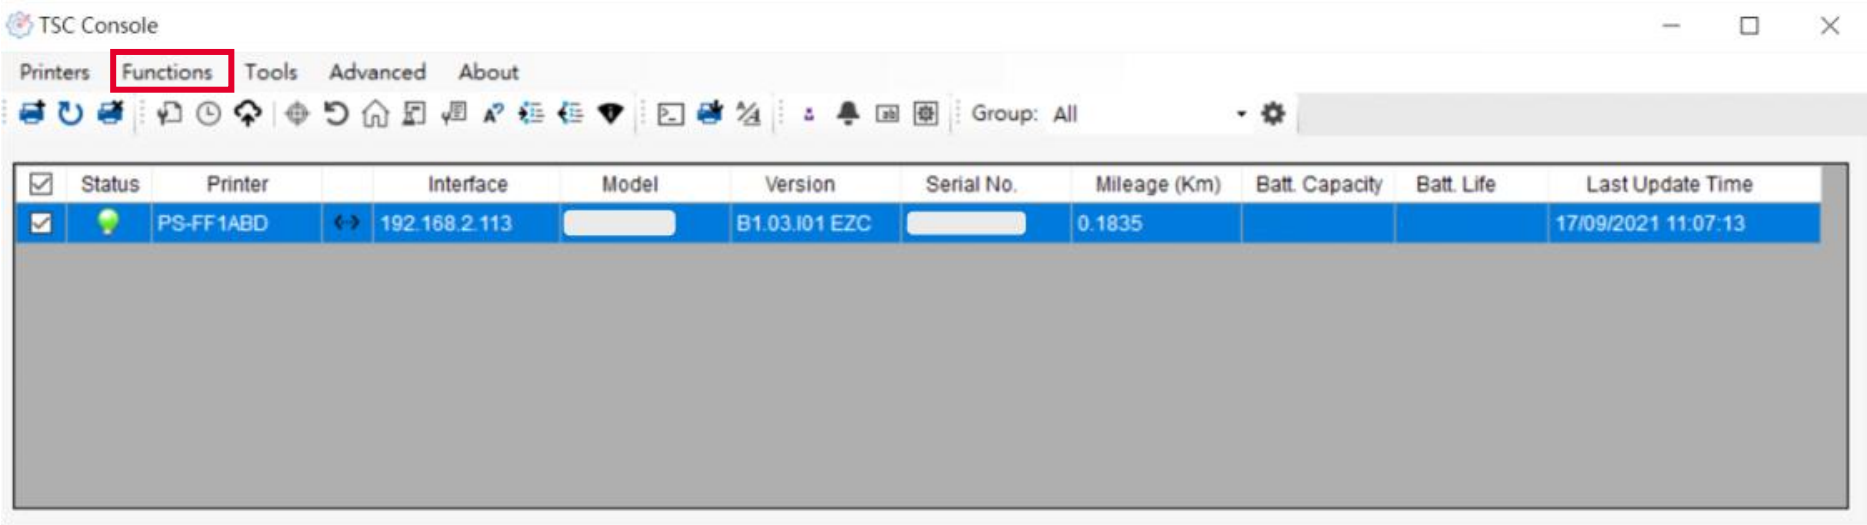 TSC Console
Printers Functions Tools Advanced About
Group: All
Status Printer Interface Model Version Serial No. Mileage (Km) Batt. Capacity Batt. Life Last Update Time
PS-FF1ABD 192.168.2.113 B1.03.I01 EZC 0.1835 17/09/2021 11:07:13